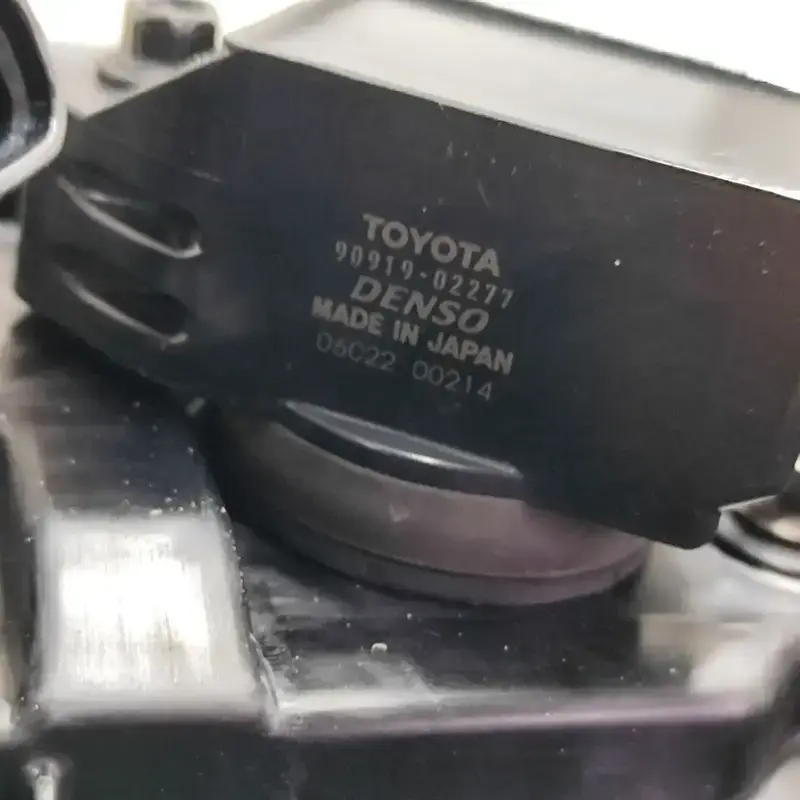 TOYOTA
90919-02277
DENSO
MADE IN JAPAN
06C22 00214